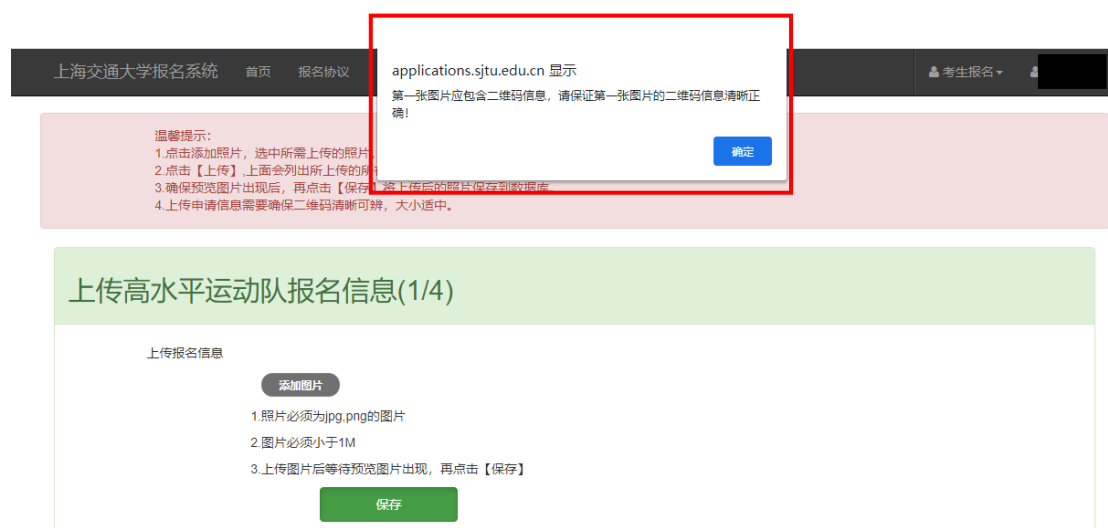 上海交通大学报名系统 首页 报名协议 考生报名
applications.sjtu.edu.cn 显示
第一张图片应包含二维码信息，请保证第一张图片的二维码信息清晰正
确！
确定
温馨提示：
1.点击添加照片，选中所需上传的照片
2.点击【上传】,上面会列出所上传的所
3.确保预览图片出现后，再点击【保存】将上传后的照片保存到数据库。
4.上传申请信息需要确保二维码清晰可辨，大小适中。
上传高水平运动队报名信息(1/4)
上传报名信息
添加图片
1.照片必须为jpg,png的图片
2.图片必须小于1M
3.上传图片后等待预览图片出现，再点击【保存】
保存